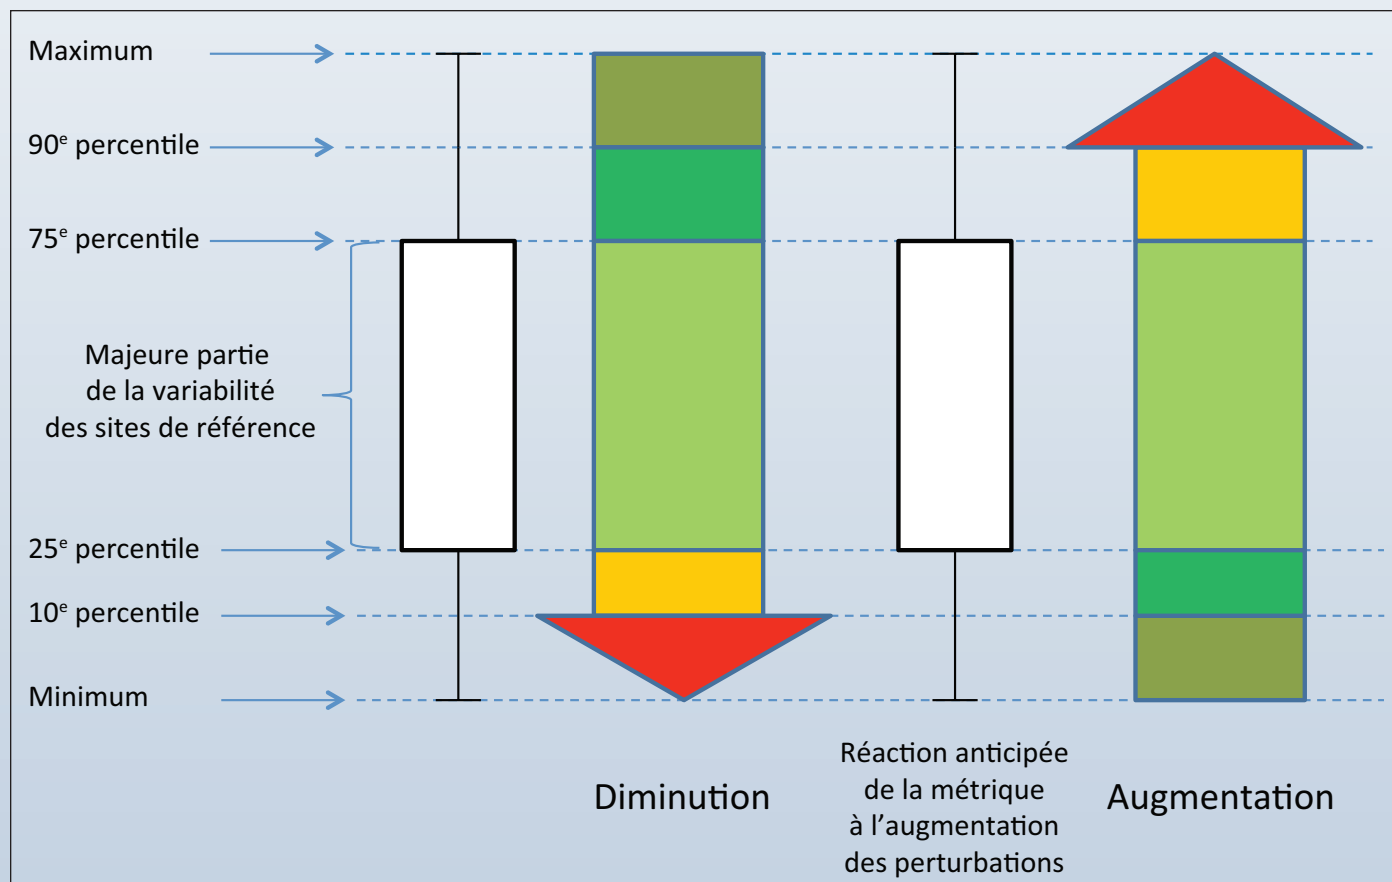 Maximum
90e percentile
75e percentile
Majeure partie
de la variabilité
des sites de référence
25e percentile
10e percentile
Minimum
Diminution
Réaction anticipée
de la métrique
à l’augmentation
des perturbations
Augmentation